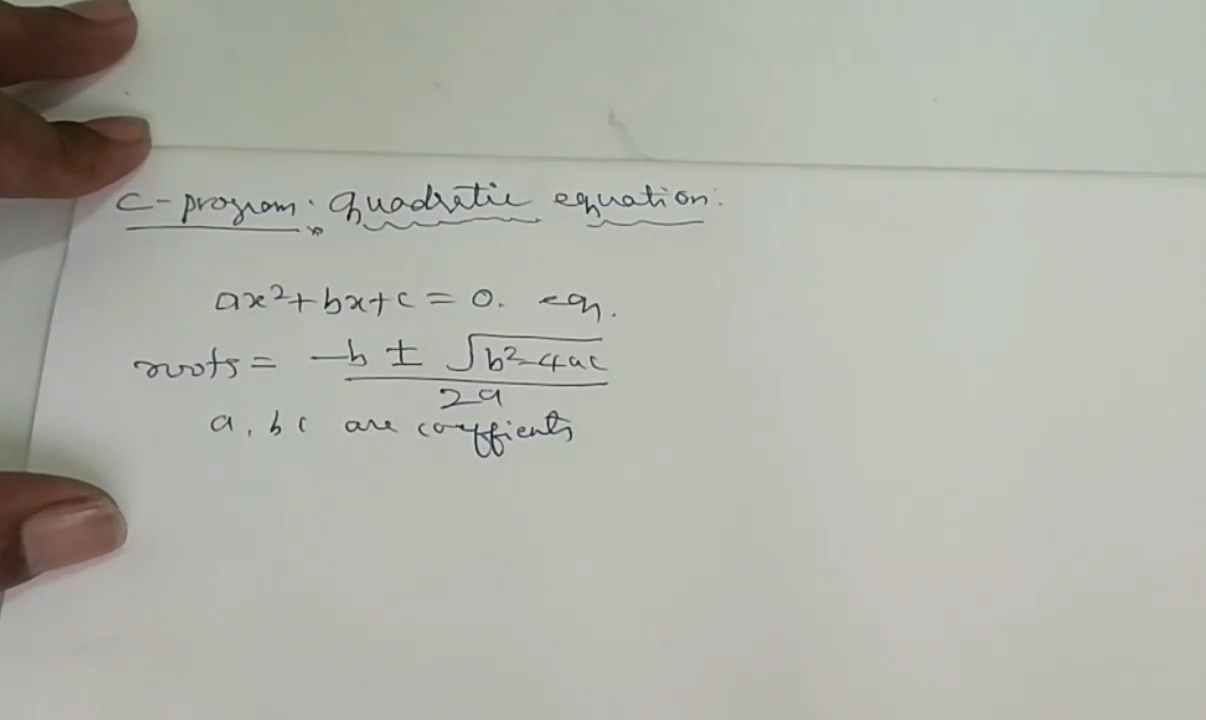 C-program: Quadratic equation:
ax²+bx+c = 0. eqn.
roots = -b ± √b²-4ac
2a
a, b c are coeffients